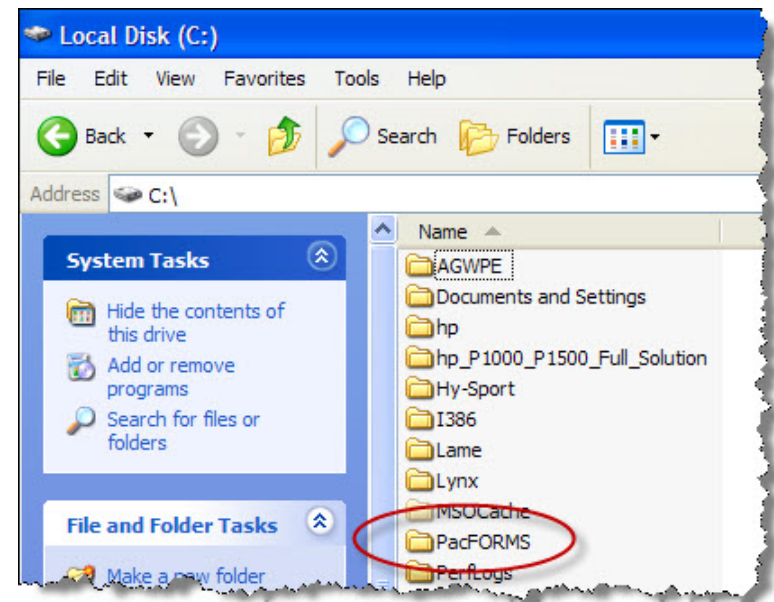 Local Disk (C:)
File Edit View Favorites Tools Help
Back Search Folders
Address C:\
System Tasks
Hide the contents of
this drive
Add or remove
programs
Search for files or
folders
File and Folder Tasks
Make a new folder
Name
AGWPE
Documents and Settings
hp
hp_P1000_P1500_Full_Solution
Hy-Sport
I386
Lame
Lynx
MSOCache
PacFORMS
PerfLogs